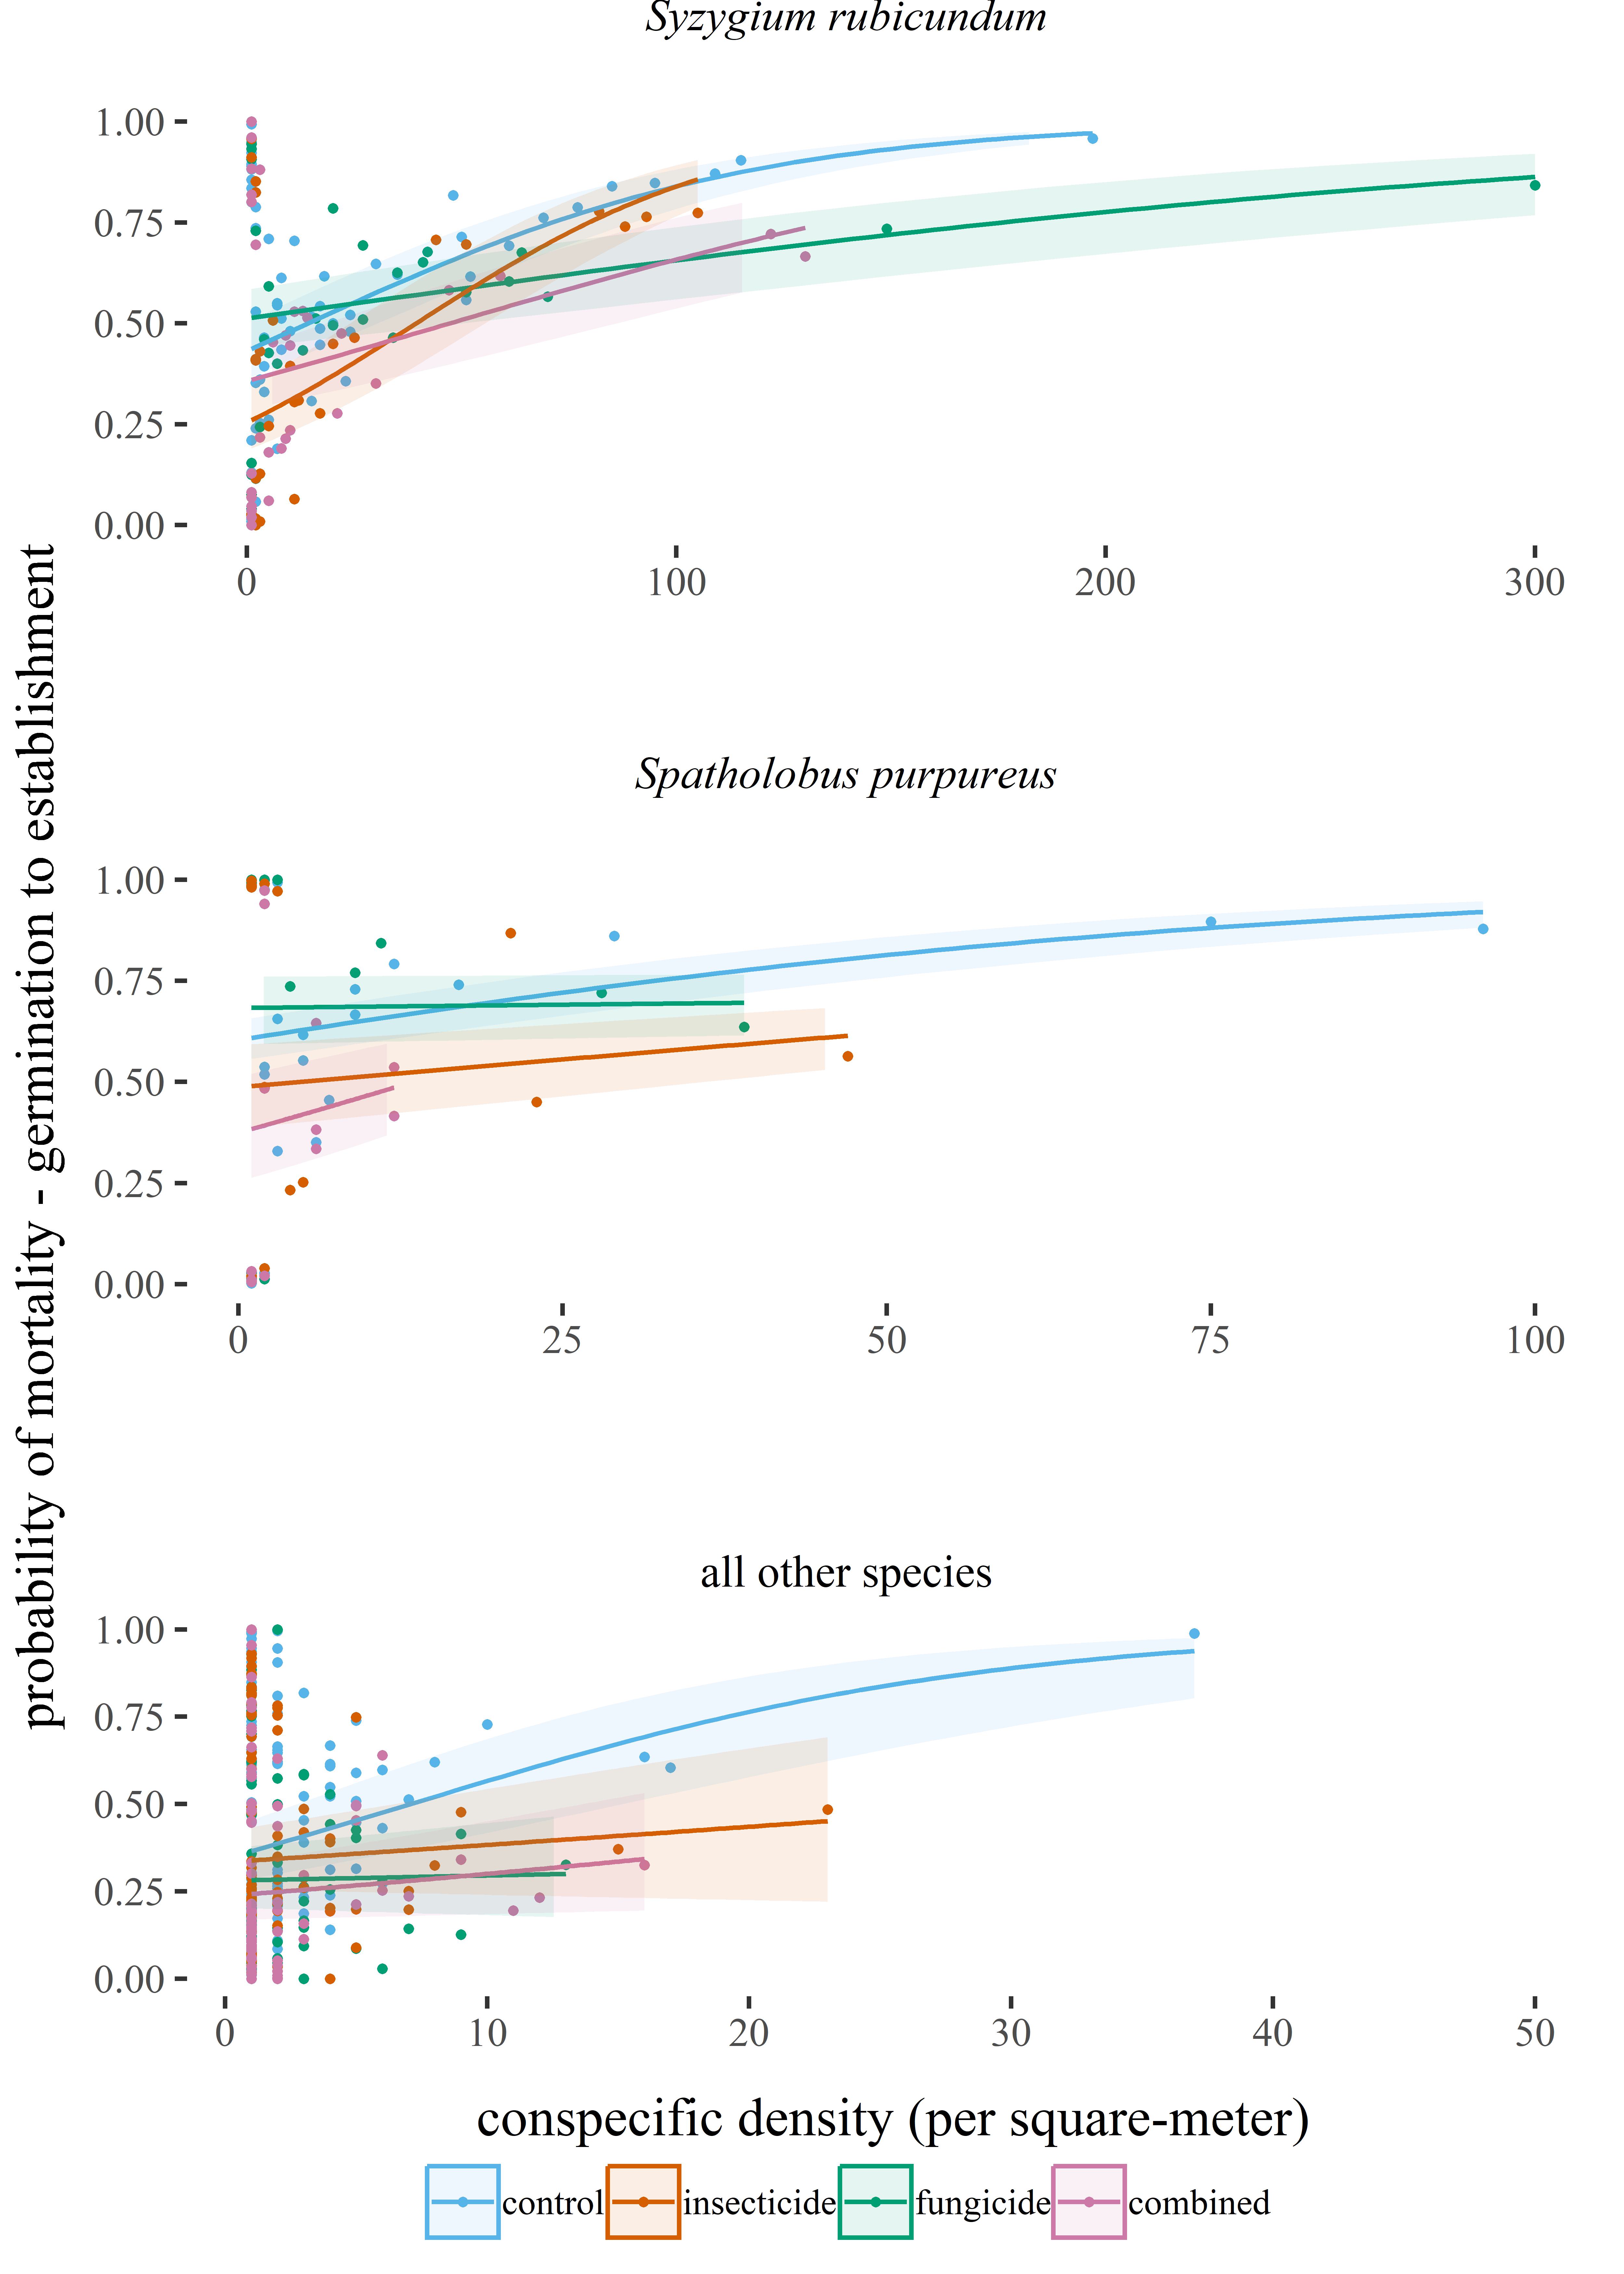 Syzygium rubicundum
1.00
0.75
0.50
0.25
0.00
0 100 200 300
Spatholobus purpureus
1.00
0.75
0.50
0.25
0.00
0 25 50 75 100
all other species
1.00
0.75
0.50
0.25
0.00
0 10 20 30 40 50
probability of mortality - germination to establishment
conspecific density (per square-meter)
control insecticide fungicide combined